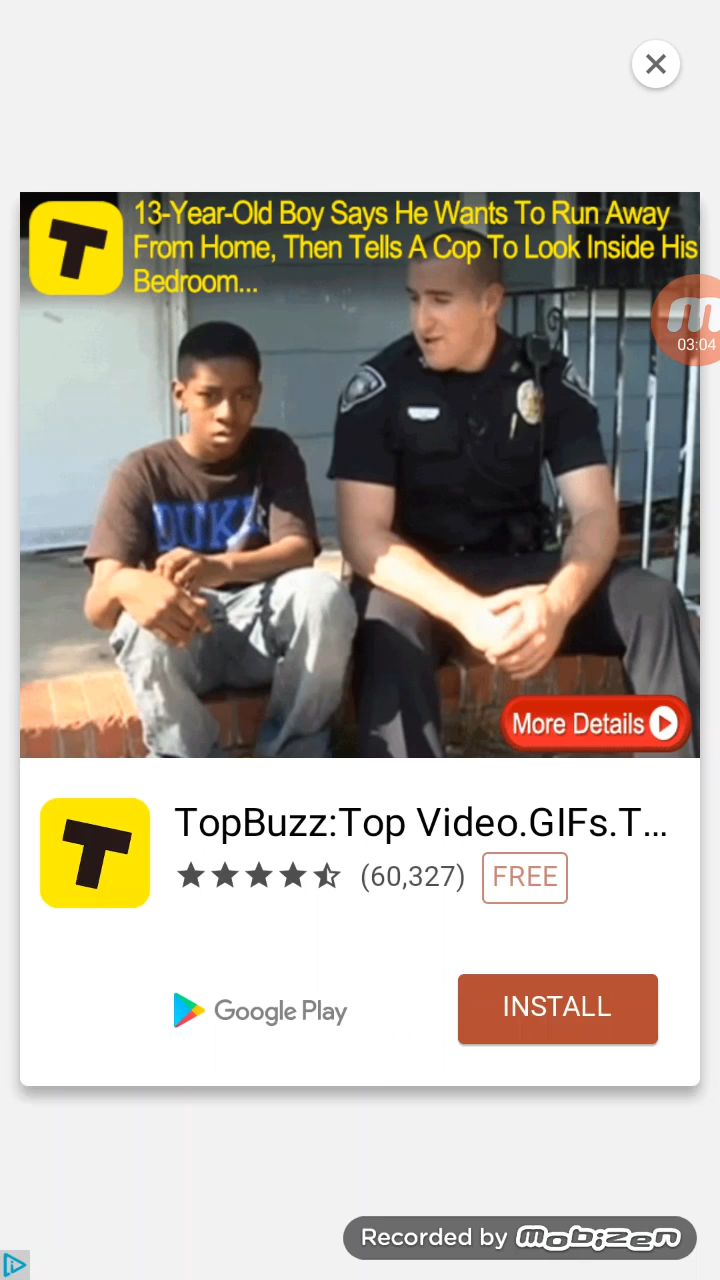 T 13-Year-Old Boy Says He Wants To Run Away
From Home, Then Tells A Cop To Look Inside His
Bedroom...
03:04
DUKE
More Details
T TopBuzz:Top Video.GIFs.T...
(60,327) FREE
Google Play INSTALL
Recorded by mobizen